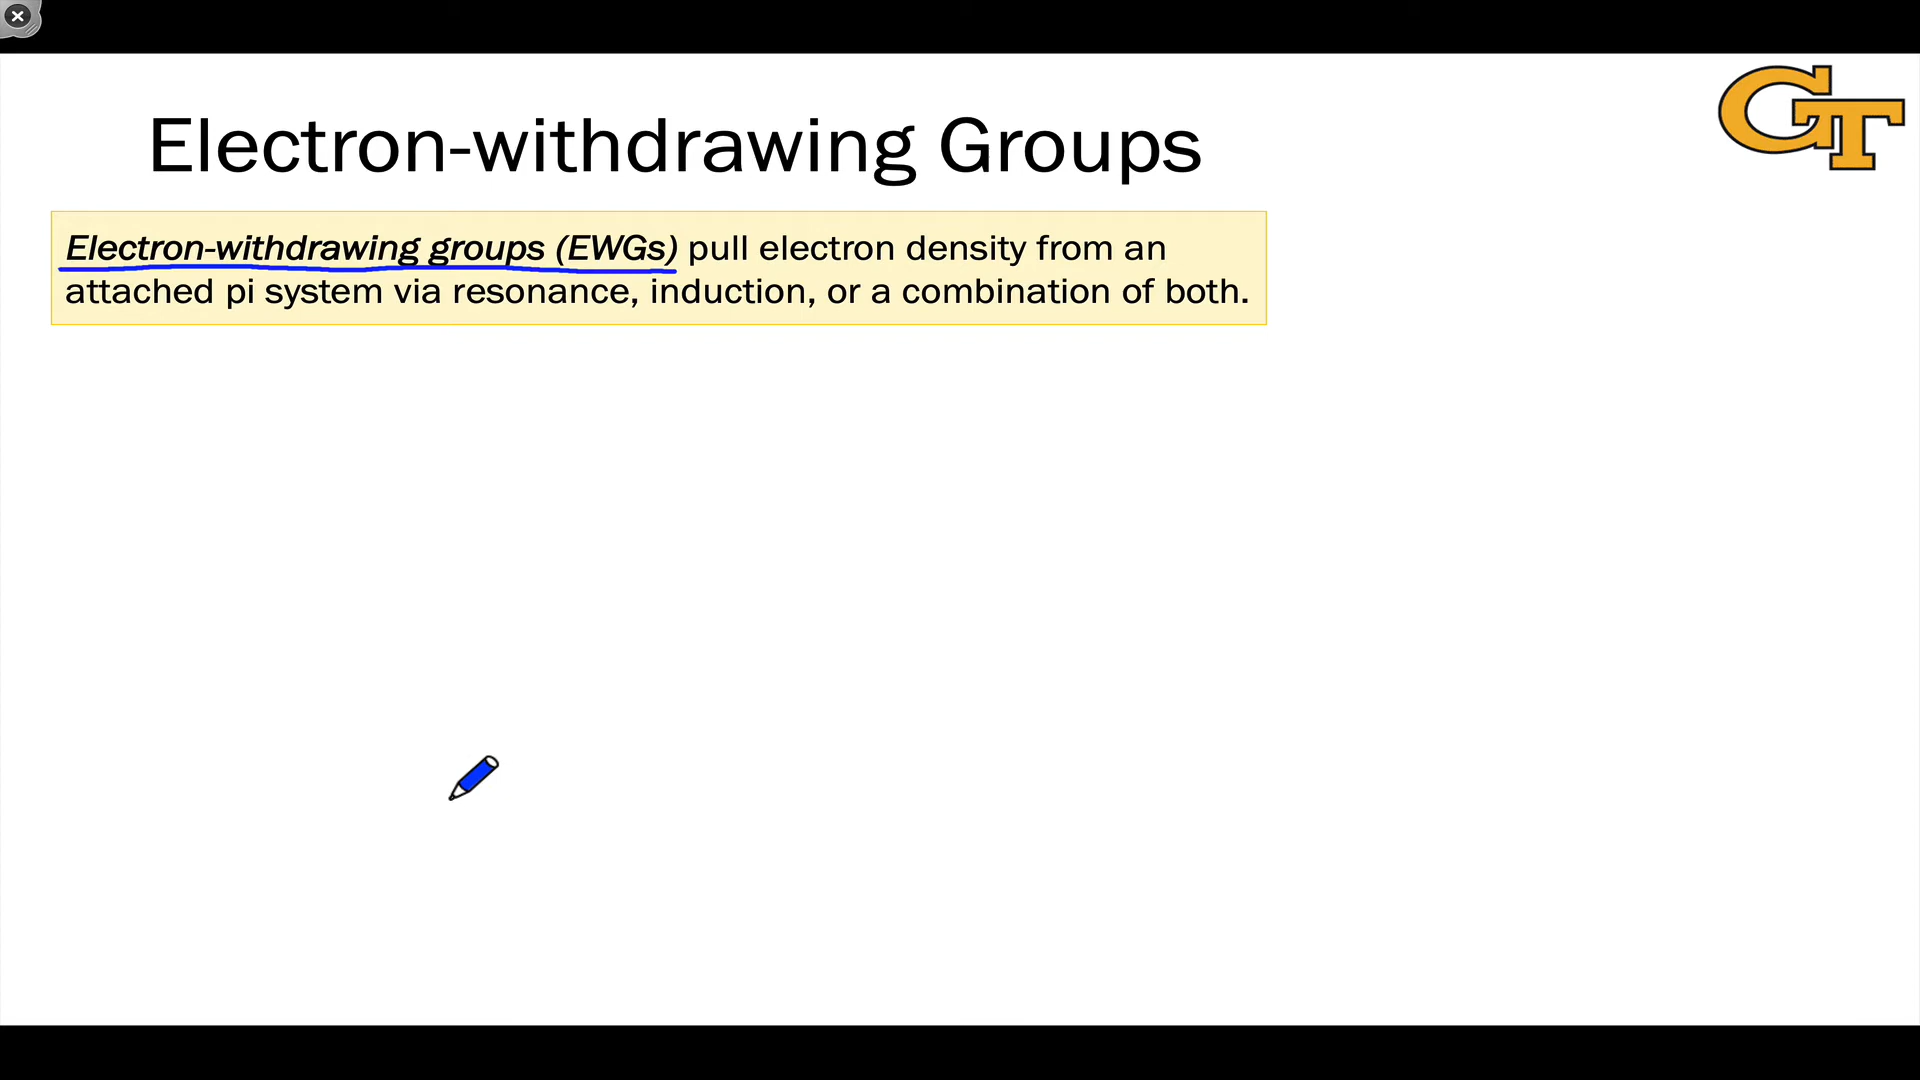 GT
Electron-withdrawing Groups
Electron-withdrawing groups (EWGs) pull electron density from an
attached pi system via resonance, induction, or a combination of both.